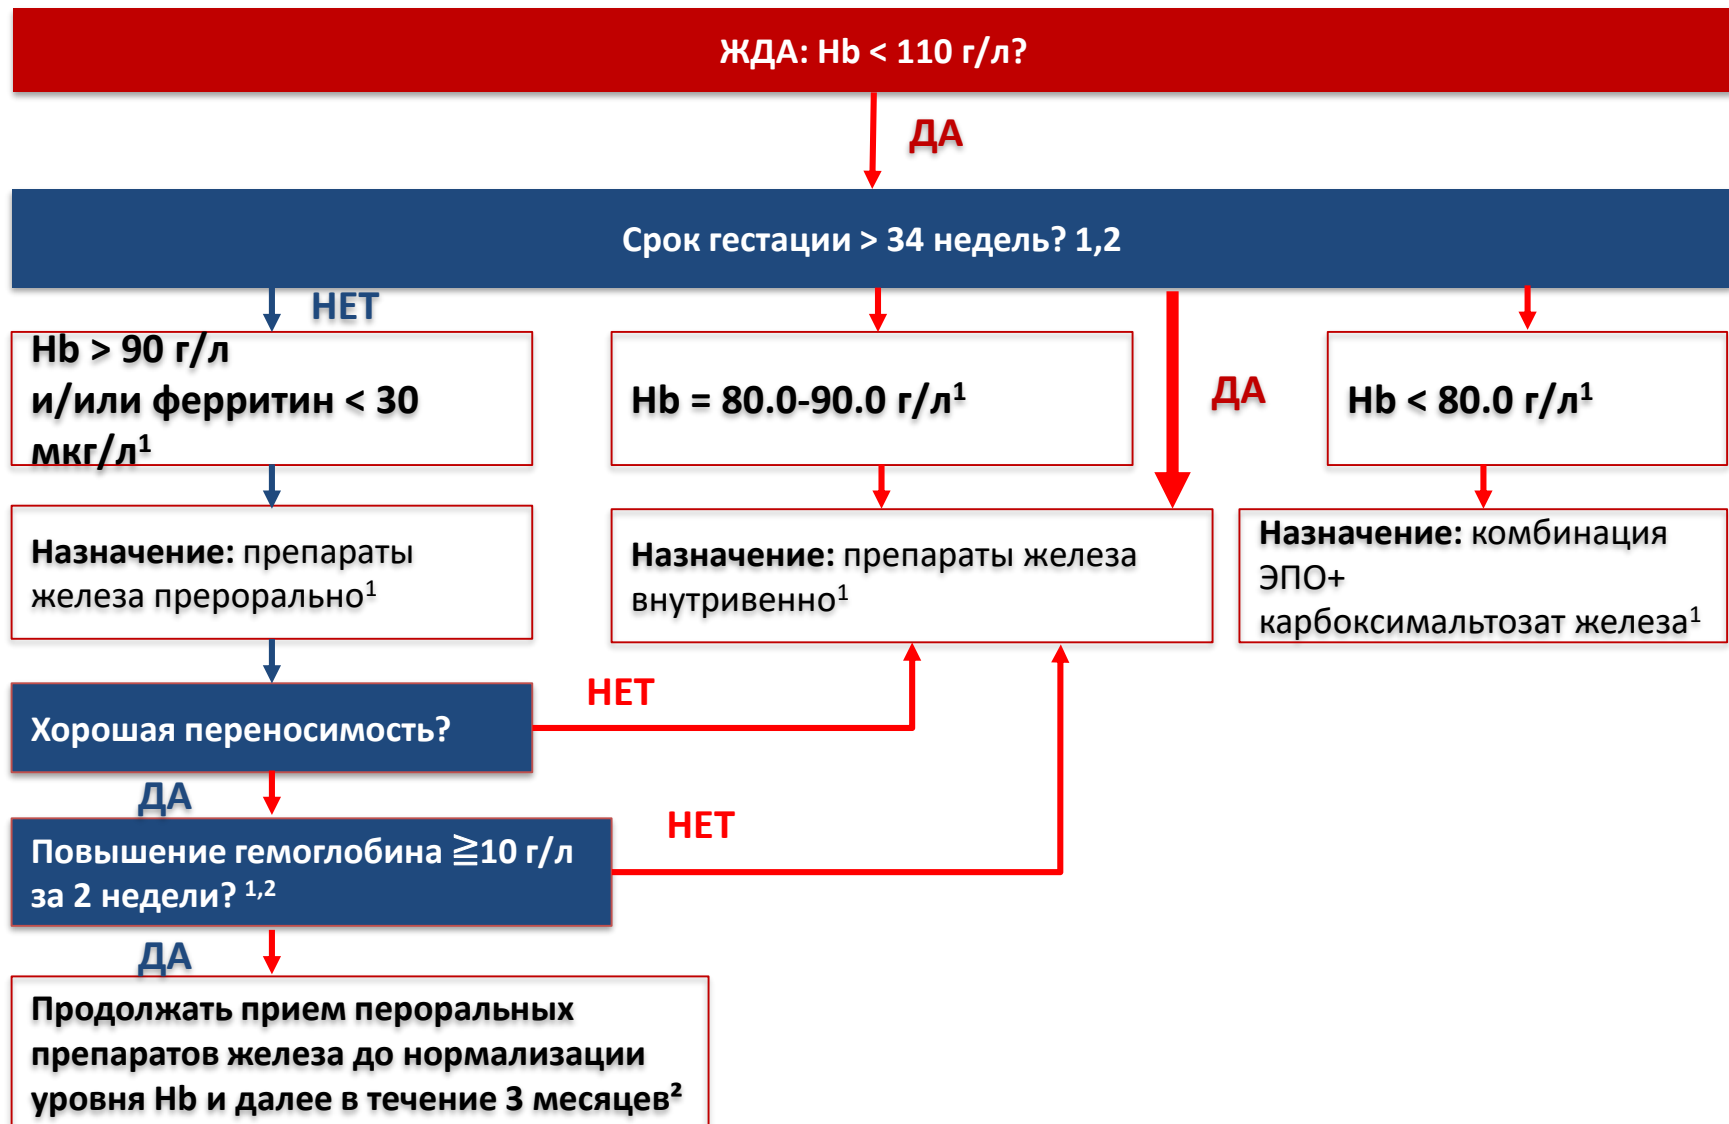 ЖДА: Hb < 110 г/л?
ДА
Срок гестации > 34 недель? 1,2
НЕТ
Hb > 90 г/л
и/или ферритин < 30
мкг/л¹
Hb = 80.0-90.0 г/л¹
ДА
Hb < 80.0 г/л¹
Назначение: препараты
железа прерорально¹
Назначение: препараты железа
внутривенно¹
Назначение: комбинация
ЭПО+
карбоксимальтозат железа¹
Хорошая переносимость?
НЕТ
ДА
Повышение гемоглобина ≧10 г/л
за 2 недели? ¹,²
НЕТ
ДА
Продолжать прием пероральных
препаратов железа до нормализации
уровня Hb и далее в течение 3 месяцев²